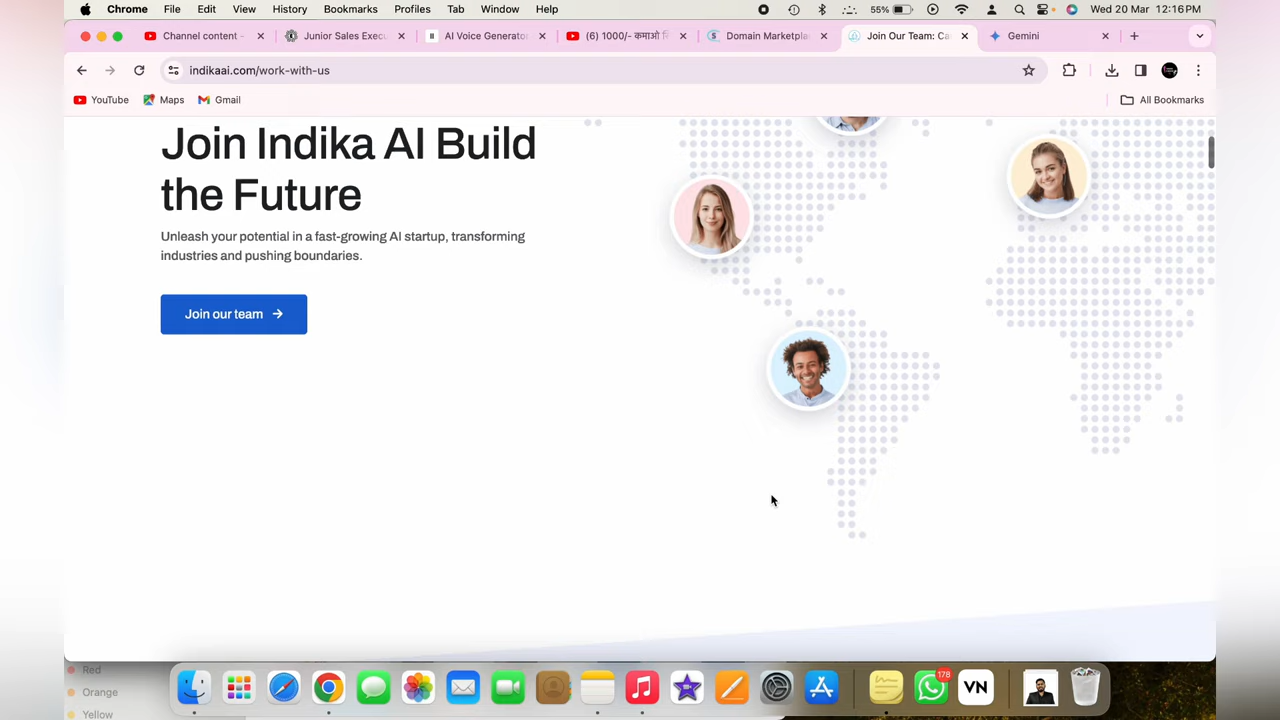 Chrome File Edit View History Bookmarks Profiles Tab Window Help 55% Wed 20 Mar 12:16 PM
Channel content - Junior Sales Exec AI Voice Generato (6) 1000/- कमाओ Domain Marketpla Join Our Team: Ca Gemini
indikaai.com/work-with-us
YouTube Maps Gmail All Bookmarks
Join Indika AI Build
the Future
Unleash your potential in a fast-growing AI startup, transforming
industries and pushing boundaries.
Join our team →
Red
Orange
Yellow
178
VN